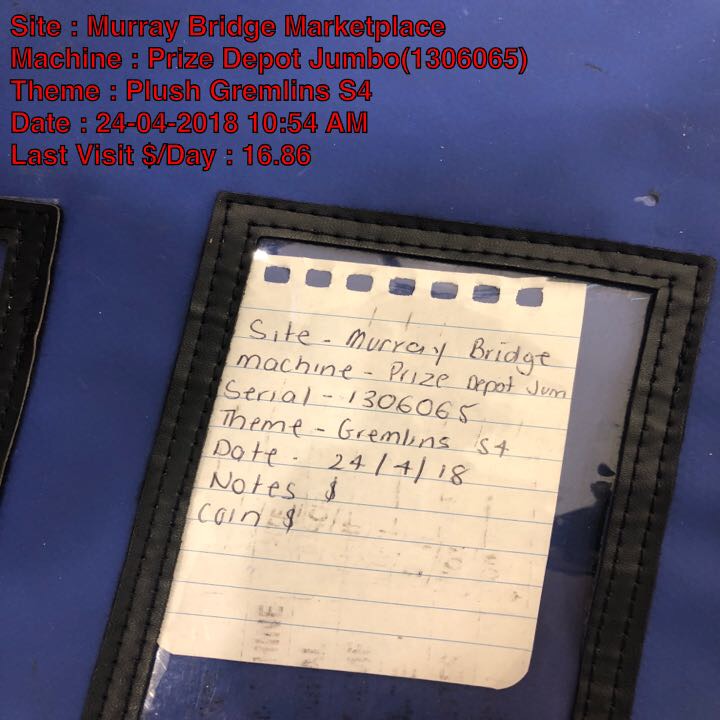 Site : Murray Bridge Marketplace
Machine : Prize Depot Jumbo(1306065)
Theme : Plush Gremlins S4
Date : 24-04-2018 10:54 AM
Last Visit $/Day : 16.86
Site - Murray Bridge
machine - Prize Depot Jum
Serial - 1306065
Theme - Gremlins S4
Date - 24/4/18
Notes $
coin $